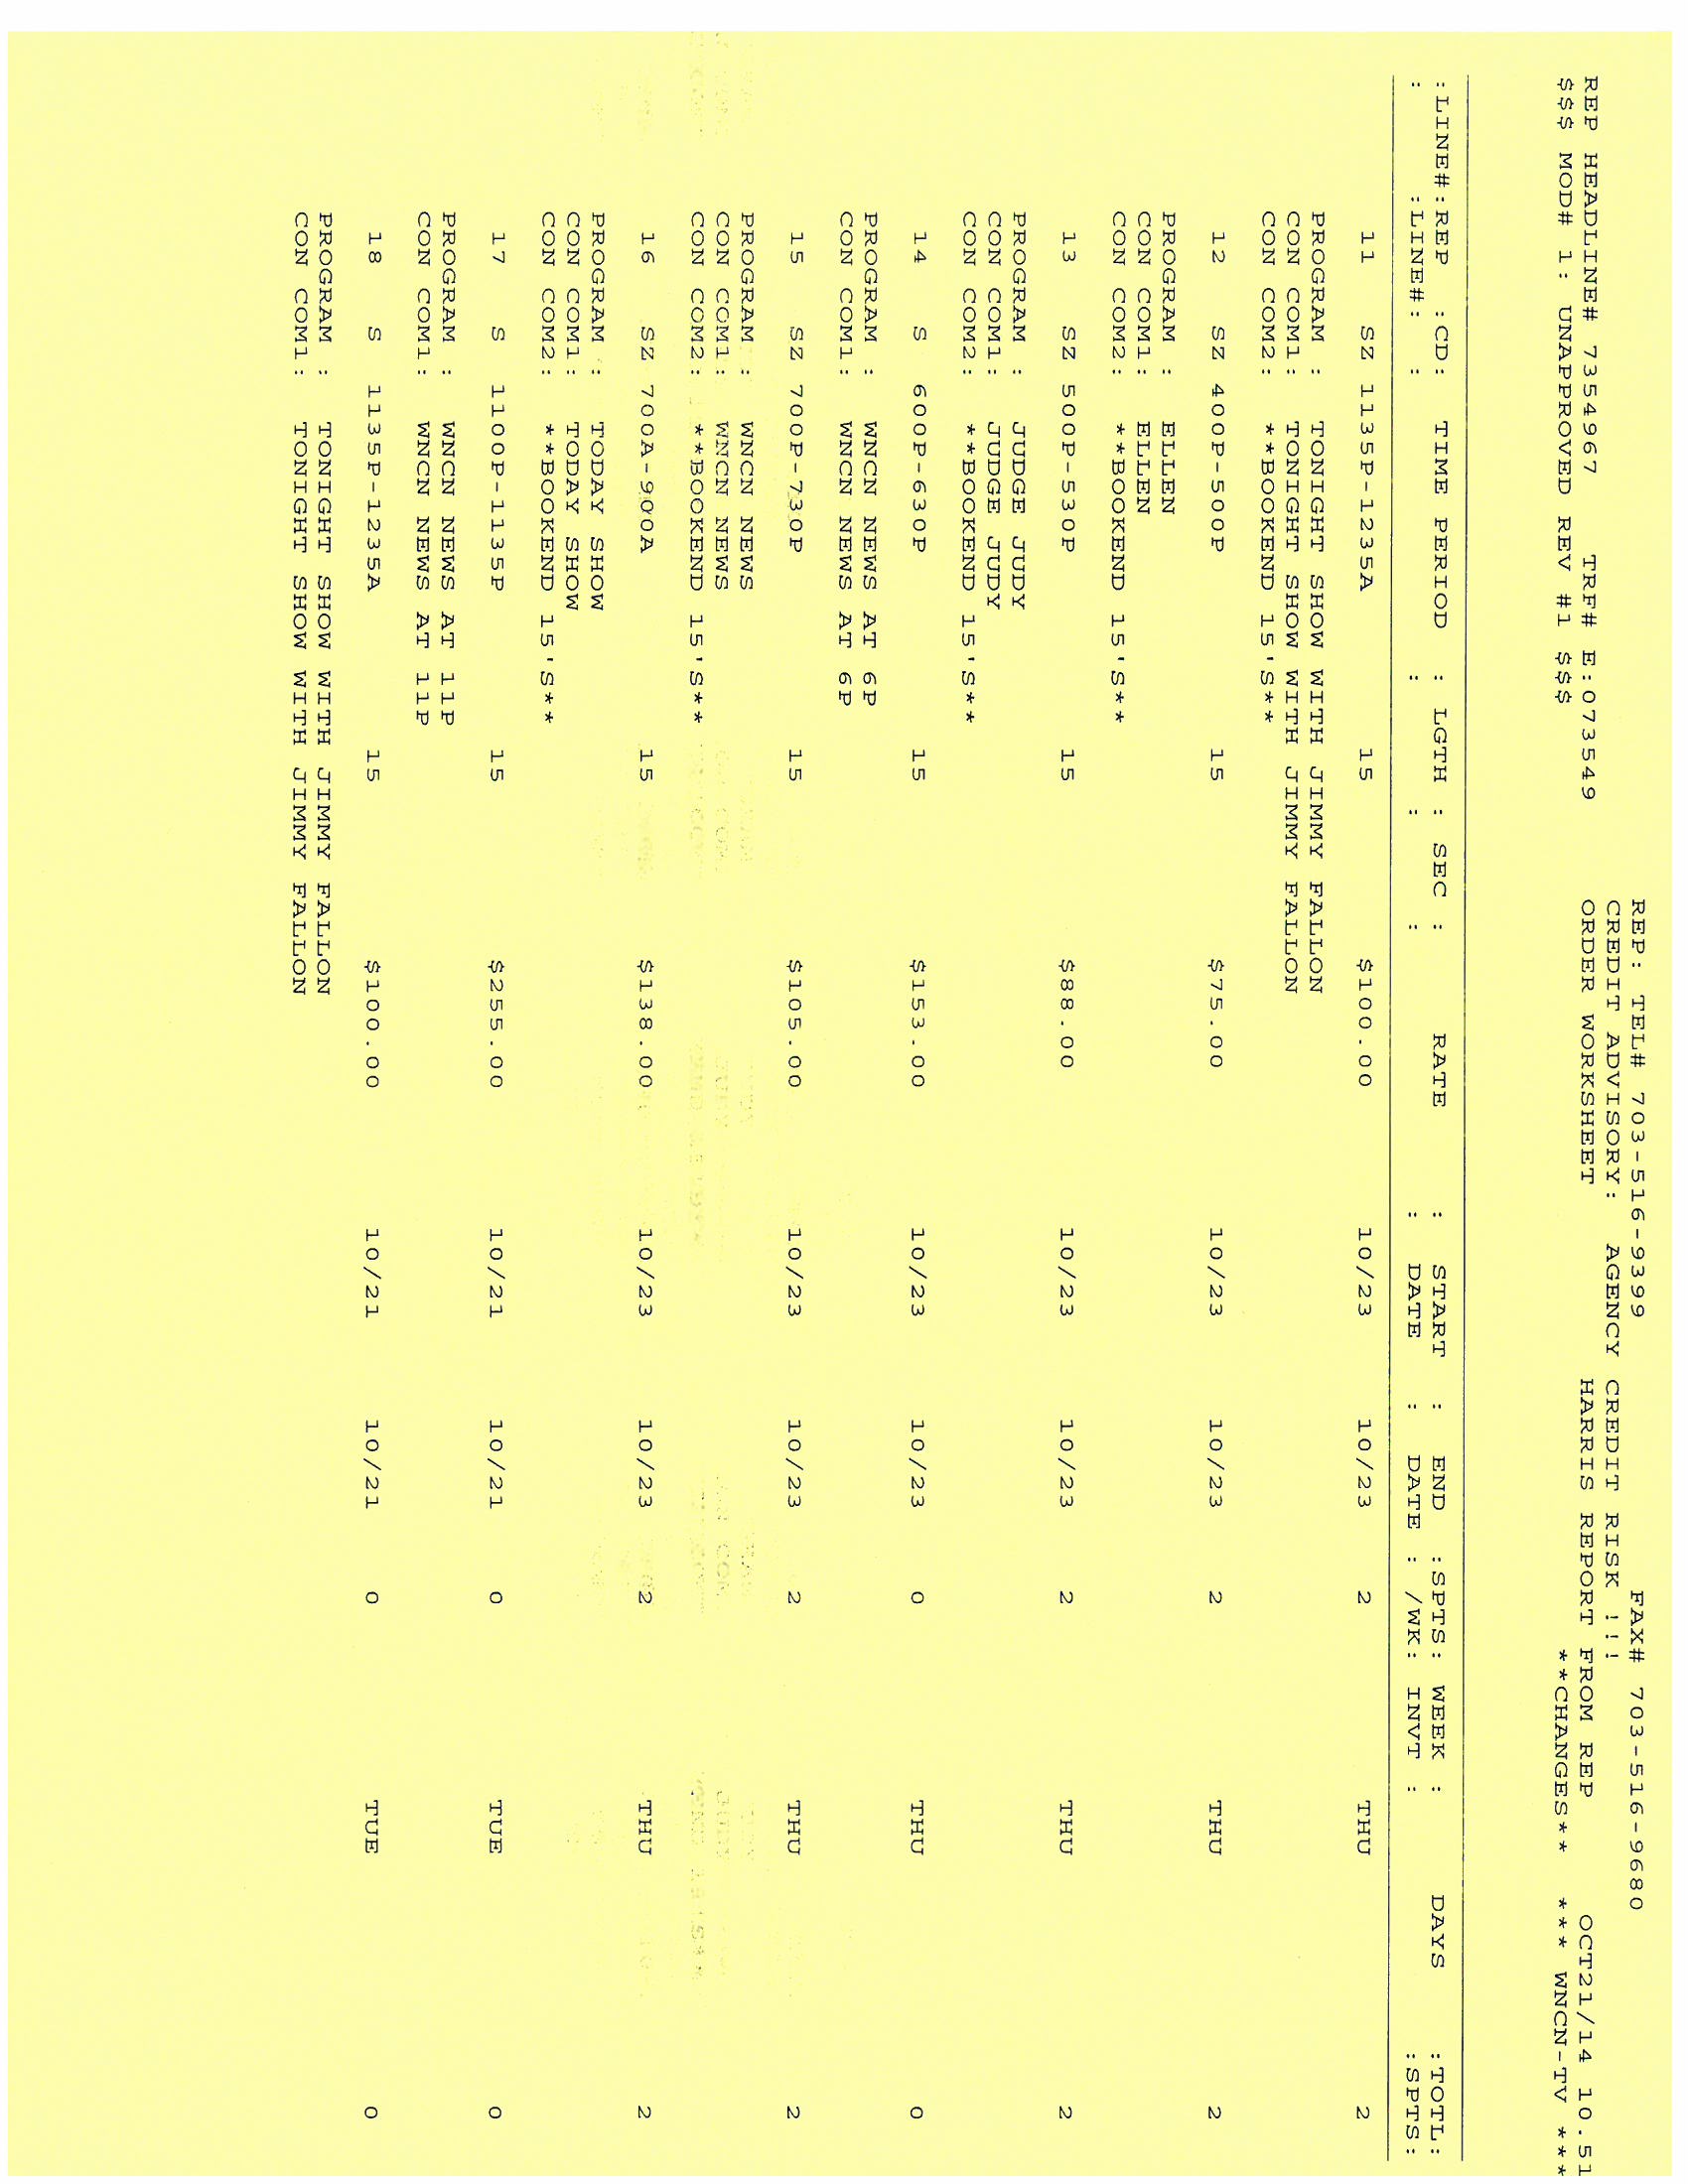 REP: TEL# 703-516-9399 FAX# 703-516-9680
CREDIT ADVISORY: AGENCY CREDIT RISK !!!
REP HEADLINE# 7354967 TRF# E:073549 ORDER WORKSHEET HARRIS REPORT FROM REP OCT21/14 10.51
$$$ MOD# 1: UNAPPROVED REV #1 $$$ **CHANGES** *** WNCN-TV ***
:LINE#:REP :CD: TIME PERIOD : LGTH : SEC : RATE : START : END :SPTS: WEEK : DAYS :TOTL:
: :LINE#: : : : : : DATE : DATE : /WK: INVT : :SPTS:
11 SZ 1135P-1235A 15 $100.00 10/23 10/23 2 THU 2
PROGRAM : TONIGHT SHOW WITH JIMMY FALLON
CON COM1: TONIGHT SHOW WITH JIMMY FALLON
CON COM2: **BOOKEND 15'S**
12 SZ 400P-500P 15 $75.00 10/23 10/23 2 THU 2
PROGRAM : ELLEN
CON COM1: ELLEN
CON COM2: **BOOKEND 15'S**
13 SZ 500P-530P 15 $88.00 10/23 10/23 2 THU 2
PROGRAM : JUDGE JUDY
CON COM1: JUDGE JUDY
CON COM2: **BOOKEND 15'S**
14 S 600P-630P 15 $153.00 10/23 10/23 0 THU 0
PROGRAM : WNCN NEWS AT 6P
CON COM1: WNCN NEWS AT 6P
15 SZ 700P-730P 15 $105.00 10/23 10/23 2 THU 2
PROGRAM : WNCN NEWS
CON COM1: WNCN NEWS
CON COM2: **BOOKEND 15'S**
16 SZ 700A-900A 15 $138.00 10/23 10/23 2 THU 2
PROGRAM : TODAY SHOW
CON COM1: TODAY SHOW
CON COM2: **BOOKEND 15'S**
17 S 1100P-1135P 15 $255.00 10/21 10/21 0 TUE 0
PROGRAM : WNCN NEWS AT 11P
CON COM1: WNCN NEWS AT 11P
18 S 1135P-1235A 15 $100.00 10/21 10/21 0 TUE 0
PROGRAM : TONIGHT SHOW WITH JIMMY FALLON
CON COM1: TONIGHT SHOW WITH JIMMY FALLON